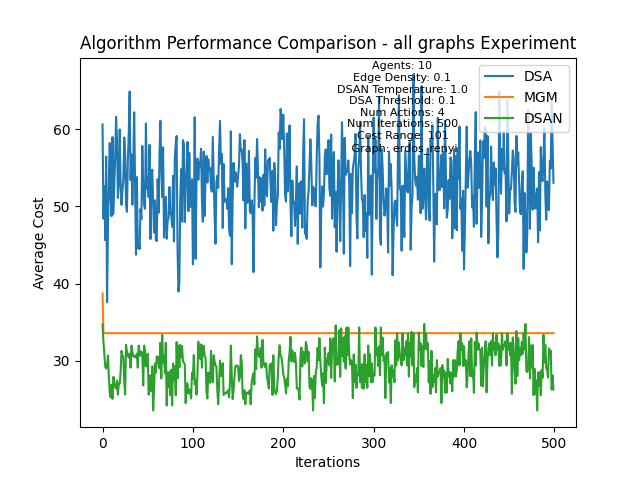 Algorithm Performance Comparison - all graphs Experiment
Agents: 10
Edge Density: 0.1
DSAN Temperature: 1.0
DSA Threshold: 0.1
Num Actions: 4
Num Iterations: 500
Cost Range: 101
Graph: erdos_renyi
DSA
MGM
DSAN
Average Cost
60
50
40
30
0 100 200 300 400 500
Iterations